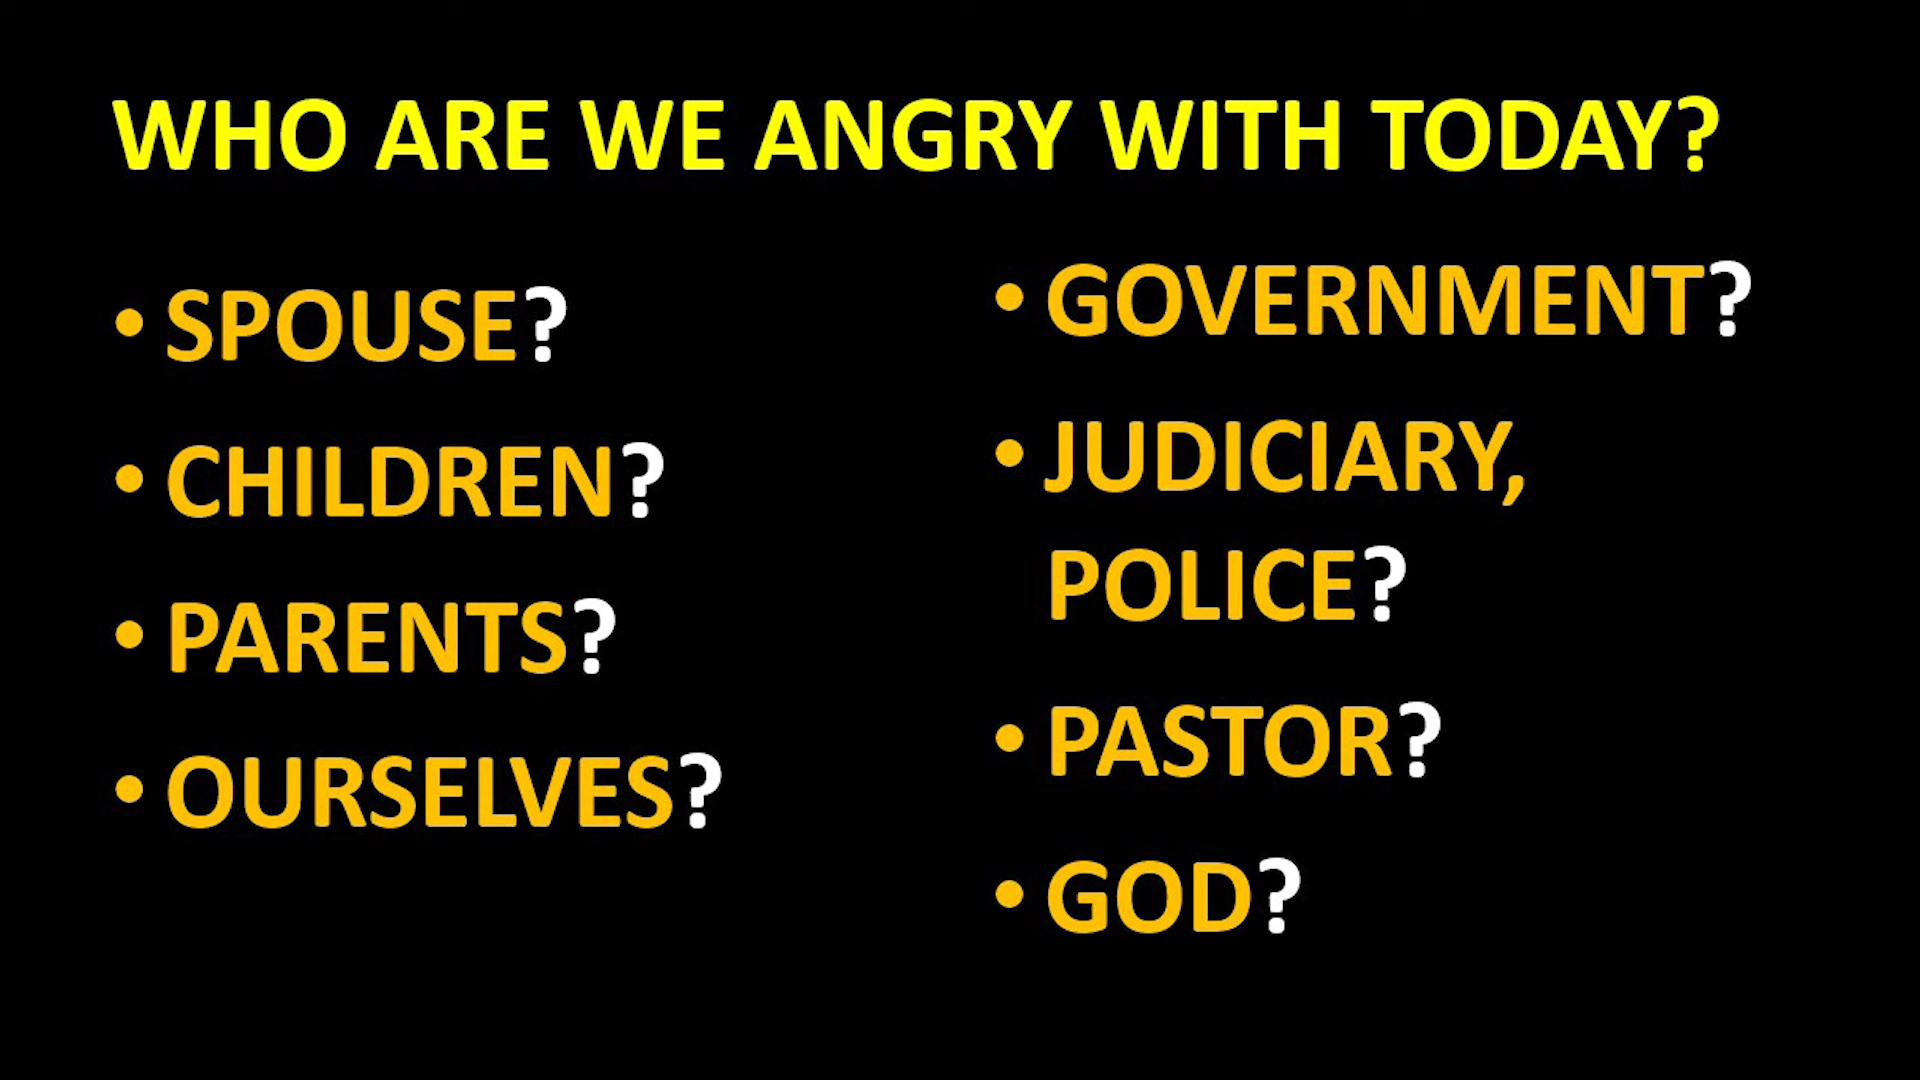 WHO ARE WE ANGRY WITH TODAY?
• SPOUSE?
• CHILDREN?
• PARENTS?
• OURSELVES?
• GOVERNMENT?
• JUDICIARY,
POLICE?
• PASTOR?
• GOD?